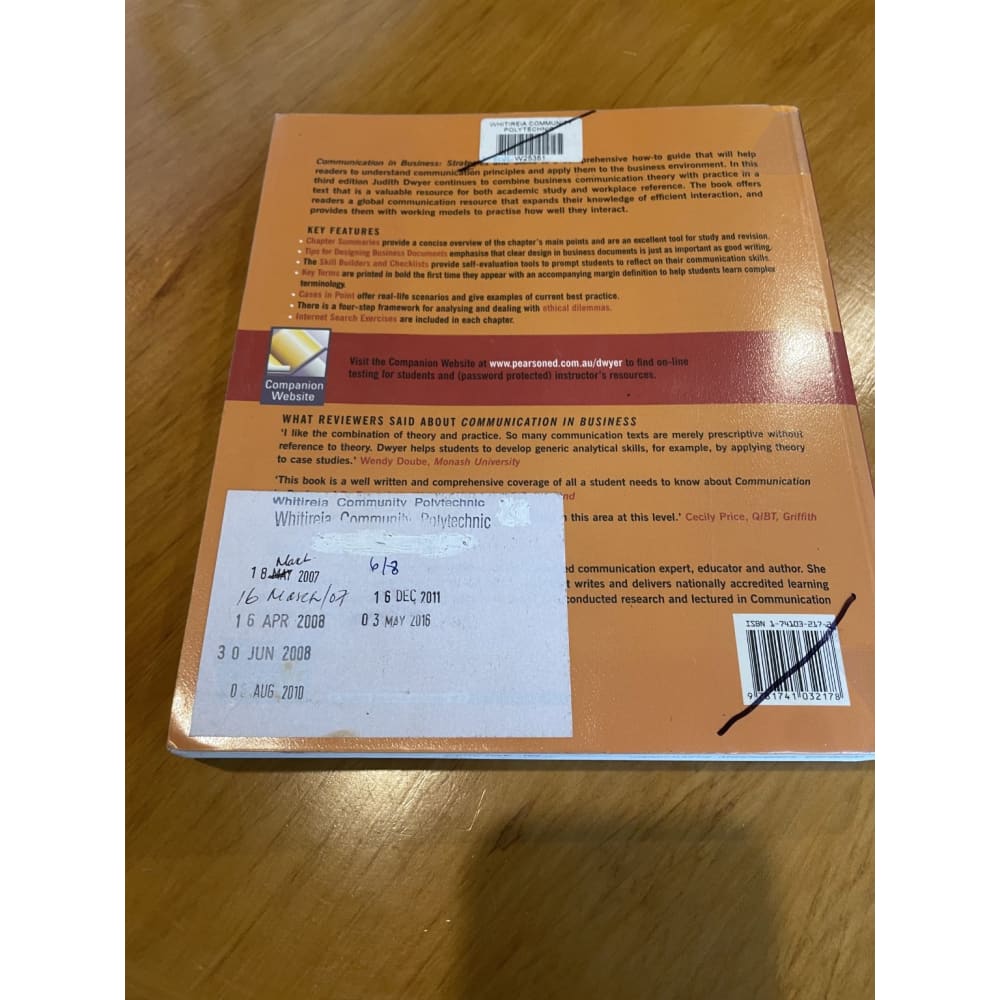 WHITIREIA COMMUNITY
POLYTECHNIC
W25381
Communication in Business: prehensive how-to guide that will help
readers to understand communication principles and apply them to the business environment. In this
third edition Judith Dwyer continues to combine business communication theory with practice in a
text that is a valuable resource for both academic study and workplace reference. The book offers
readers a global communication resource that expands their knowledge of efficient interaction, and
provides them with working models to practise how well they interact.
KEY FEATURES
• Chapter Summaries provide a concise overview of the chapter's main points and are an excellent tool for study and revision.
• Tips for Designing Business Documents emphasise that clear design in business documents is just as important as good writing.
• The Skill Builders and Checklists provide self-evaluation tools to prompt students to reflect on their communication skills.
• Key Terms are printed in bold the first time they appear with an accompanying margin definition to help students learn complex
terminology.
• Cases in Point offer real-life scenarios and give examples of current best practice.
• There is a four-step framework for analysing and dealing with ethical dilemmas.
• Internet Search Exercises are included in each chapter.
Companion
Website
Visit the Companion Website at www.pearsoned.com.au/dwyer to find on-line
testing for students and (password protected) instructor's resources.
WHAT REVIEWERS SAID ABOUT COMMUNICATION IN BUSINESS
'I like the combination of theory and practice. So many communication texts are merely prescriptive without
reference to theory. Dwyer helps students to develop generic analytical skills, for example, by applying theory
to case studies.' Wendy Doube, Monash University
'This book is a well written and comprehensive coverage of all a student needs to know about Communication
this area at this level.' Cecily Price, QIBT, Griffith
ed communication expert, educator and author. She
t writes and delivers nationally accredited learning
conducted research and lectured in Communication
Whitireia Community Polytechnic
Whitireia Community Polytechnic
March
18 MAY 2007 6/8
16 March/07 16 DEC 2011
16 APR 2008 03 MAY 2016
30 JUN 2008
0 AUG 2010
ISBN 1-74103-217-
9 781741 032178